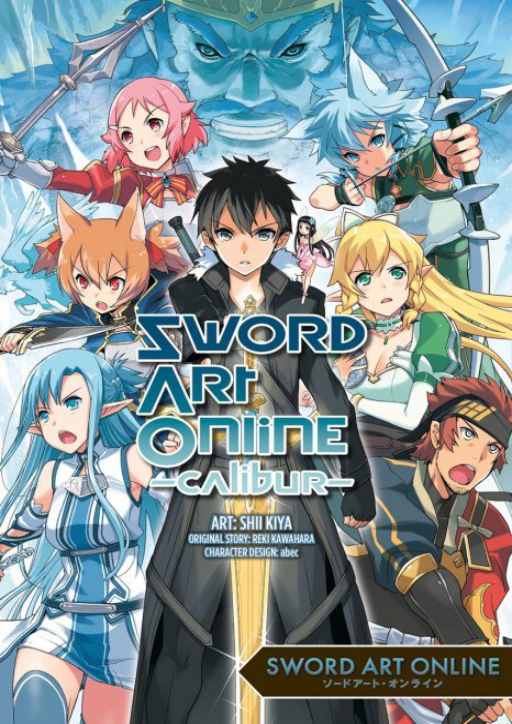 SWORD
ART
ONLINE
-CALIBUR-
ART: SHII KIYA
ORIGINAL STORY: REKI KAWAHARA
CHARACTER DESIGN: abec
SWORD ART ONLINE
ソードアート・オンライン